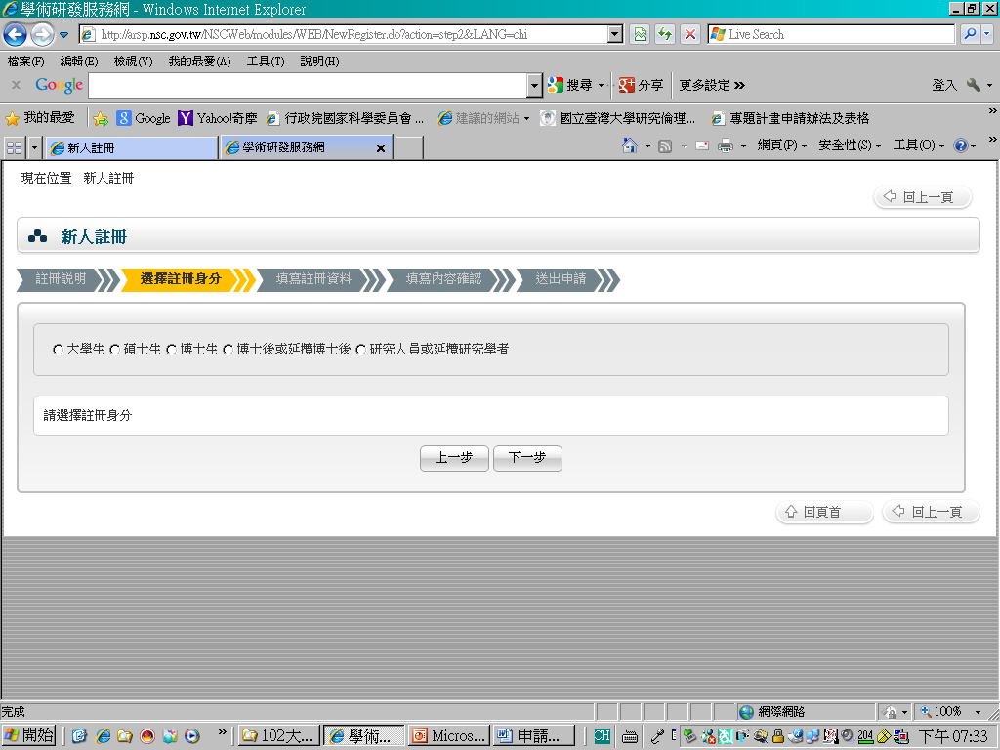 學術研發服務網 - Windows Internet Explorer
http://arsp.nsc.gov.tw/NSCWeb/modules/WEB/NewRegister.do?action=step2&LANG=chi
Live Search
檔案(F) 編輯(E) 檢視(V) 我的最愛(A) 工具(T) 說明(H)
Google 搜尋 分享 更多設定 » 登入
我的最愛 Google Yahoo!奇摩 行政院國家科學委員會 ... 建議的網站 國立臺灣大學研究倫理... 專題計畫申請辦法及表格 »
新人註冊 學術研發服務網 網頁(P) 安全性(S) 工具(O) »
現在位置 新人註冊
回上一頁
新人註冊
註冊說明 選擇註冊身分 填寫註冊資料 填寫內容確認 送出申請
大學生 碩士生 博士生 博士後或延攬博士後 研究人員或延攬研究學者
請選擇註冊身分
上一步 下一步
回頁首 回上一頁
完成 網際網路 100%
開始 » 102大... 學術... Micros... 申請... CH 204 下午 07:33